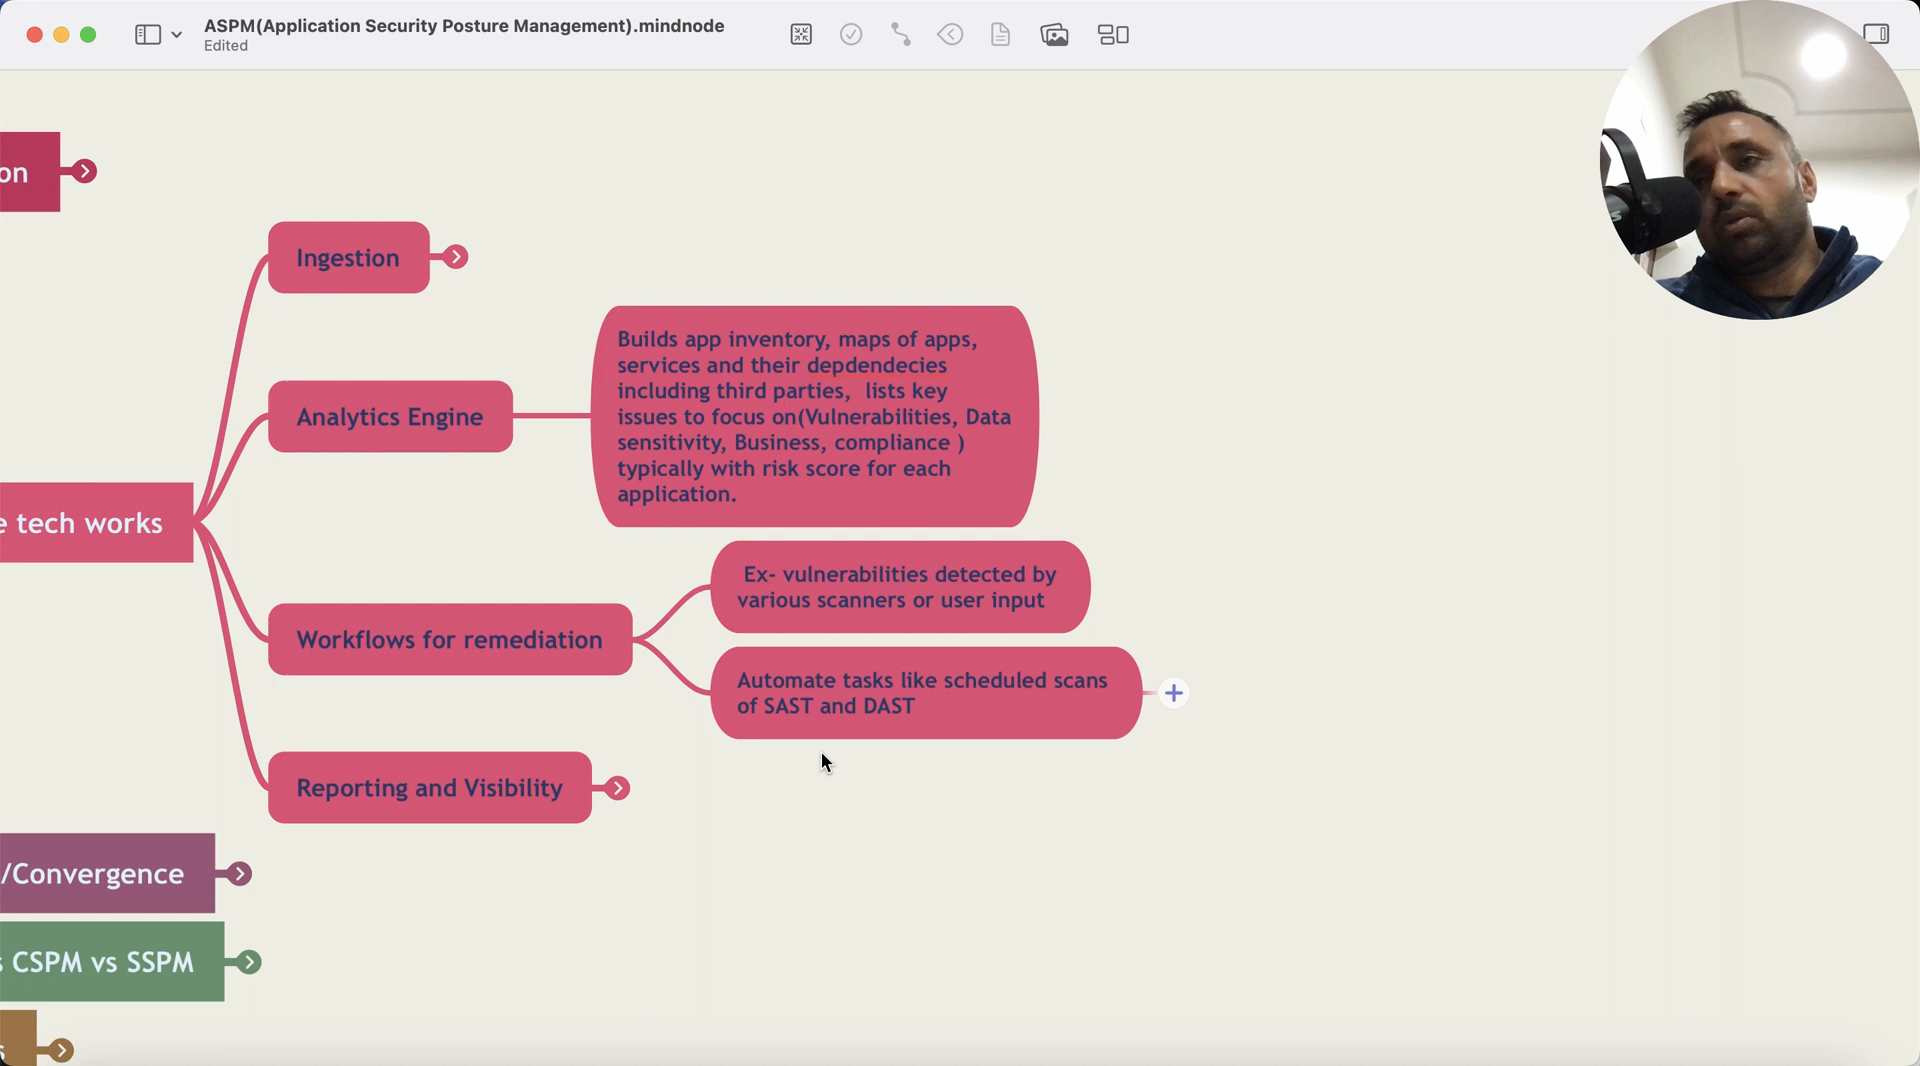 ASPM(Application Security Posture Management).mindnode
Edited
on
Ingestion
Builds app inventory, maps of apps,
services and their depdendecies
including third parties,  lists key
issues to focus on(Vulnerabilities, Data
sensitivity, Business, compliance )
typically with risk score for each
application.
Analytics Engine
e tech works
Ex- vulnerabilities detected by
various scanners or user input
Workflows for remediation
Automate tasks like scheduled scans
of SAST and DAST
Reporting and Visibility
/Convergence
s CSPM vs SSPM
s